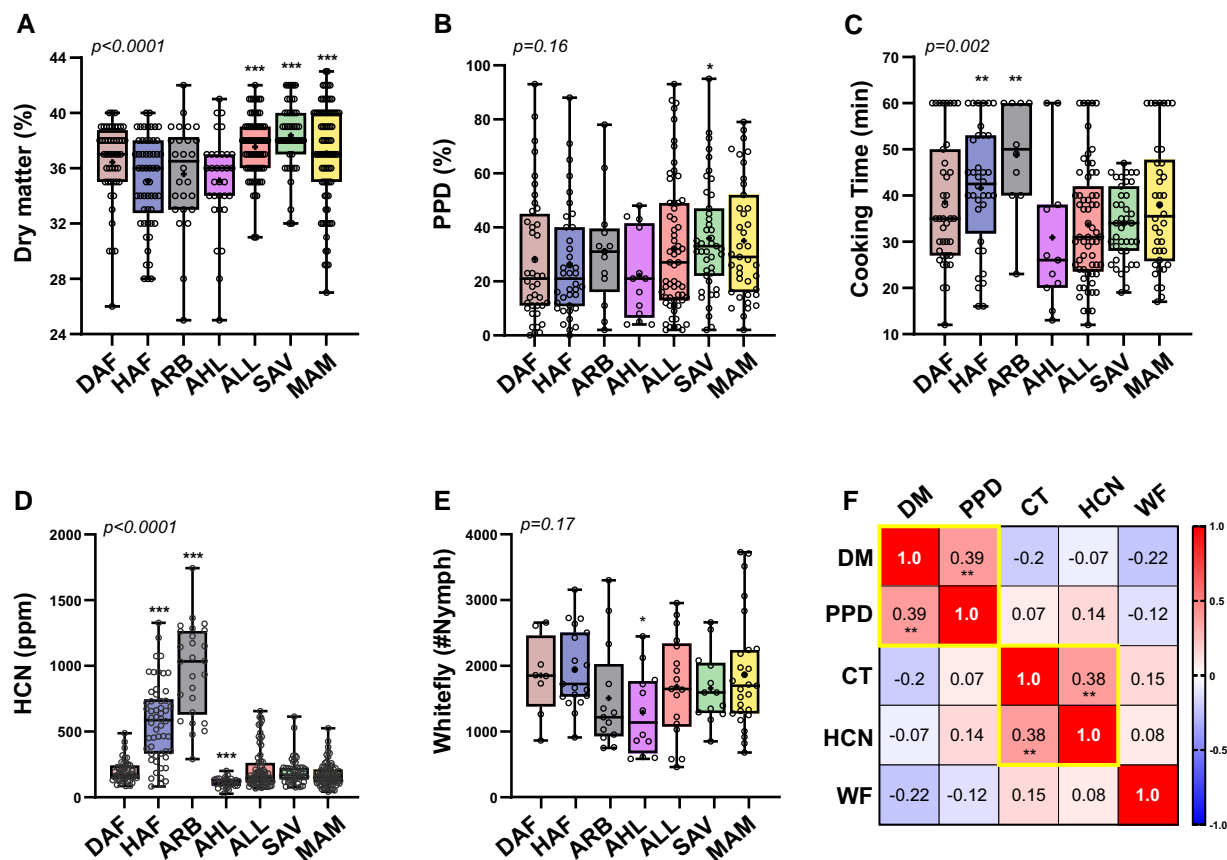 A
p<0.0001
Dry matter (%)
44
40
36
32
28
24
*** *** ***
DAF HAF ARB AHL ALL SAV MAM
B
p=0.16
PPD (%)
100
80
60
40
20
0
*
DAF HAF ARB AHL ALL SAV MAM
C
p=0.002
Cooking Time (min)
70
60
50
40
30
20
10
** **
DAF HAF ARB AHL ALL SAV MAM
D
p<0.0001
HCN (ppm)
2000
1500
1000
500
0
*** *** ***
DAF HAF ARB AHL ALL SAV MAM
E
p=0.17
Whitefly (#Nymph)
4000
3000
2000
1000
0
*
DAF HAF ARB AHL ALL SAV MAM
F
DM PPD CT HCN WF
DM 1.0 0.39 -0.2 -0.07 -0.22
**
PPD 0.39 1.0 0.07 0.14 -0.12
**
CT -0.2 0.07 1.0 0.38 0.15
**
HCN -0.07 0.14 0.38 1.0 0.08
**
WF -0.22 -0.12 0.15 0.08 1.0
1.0
0.5
0
-0.5
-1.0